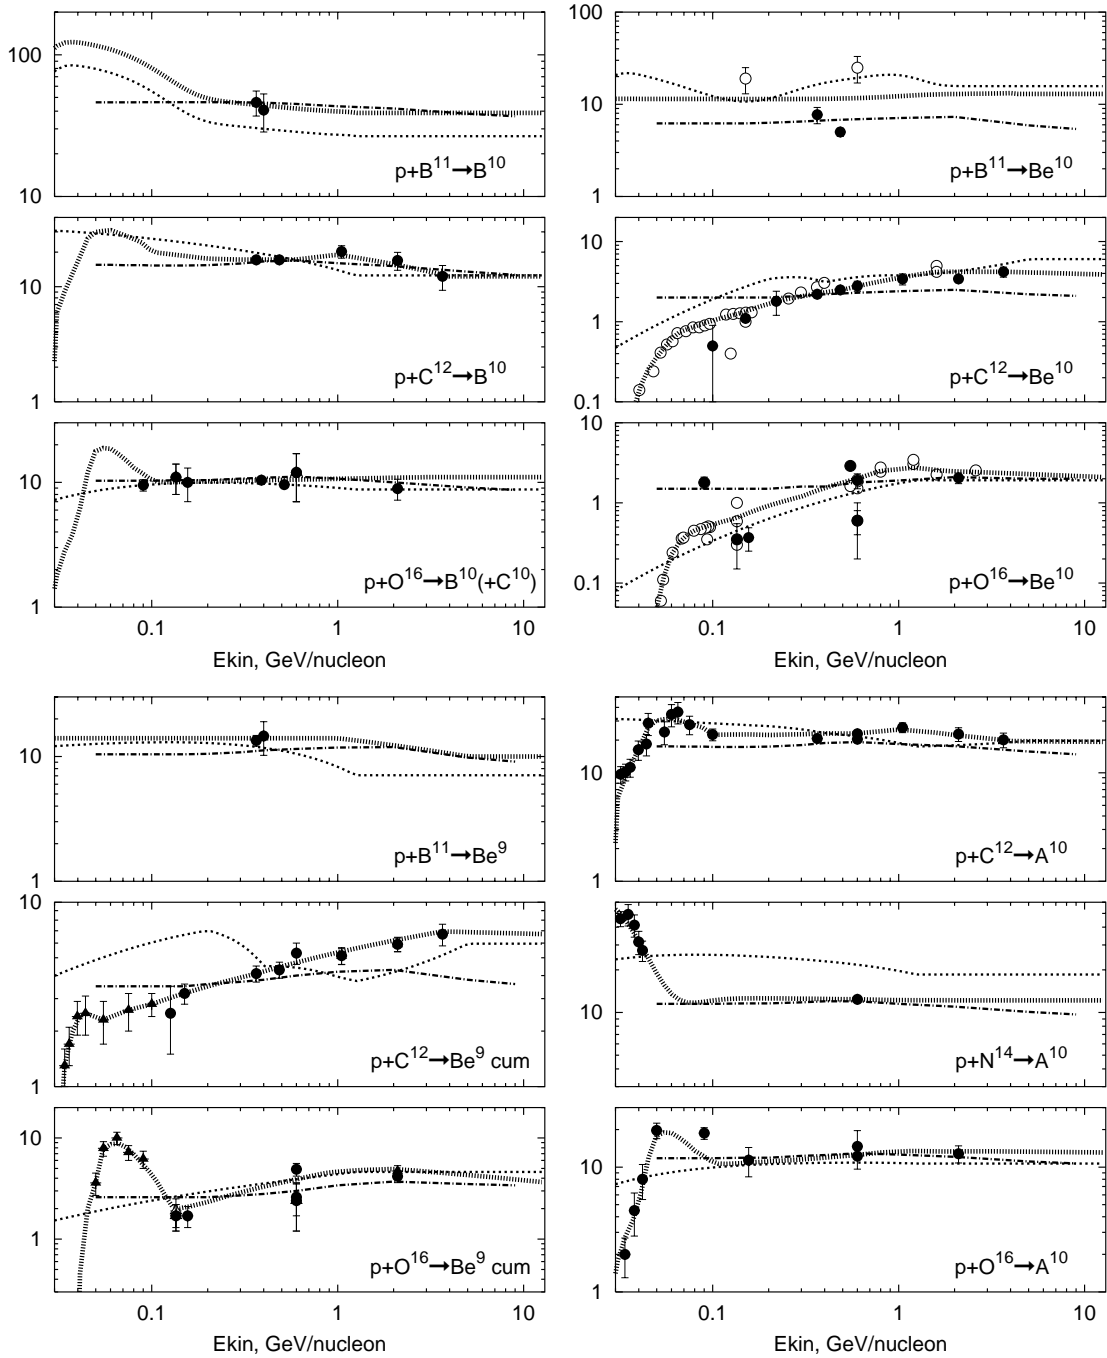 100
10
p+B11→B10
100
10
1
p+B11→Be10
10
1
p+C12→B10
10
1
0.1
p+C12→Be10
10
1
p+O16→B10(+C10)
0.1 1 10
Ekin, GeV/nucleon
10
1
0.1
p+O16→Be10
0.1 1 10
Ekin, GeV/nucleon
10
1
p+B11→Be9
10
1
p+C12→A10
10
1
p+C12→Be9 cum
10
p+N14→A10
10
1
p+O16→Be9 cum
0.1 1 10
Ekin, GeV/nucleon
10
1
p+O16→A10
0.1 1 10
Ekin, GeV/nucleon